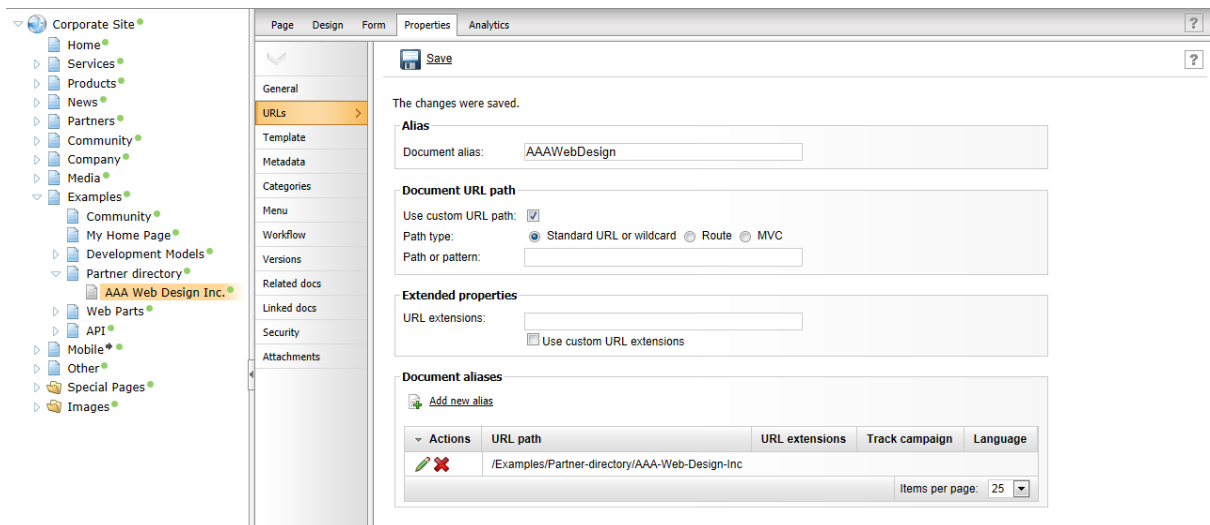 Corporate Site
Home
Services
Products
News
Partners
Community
Company
Media
Examples
Community
My Home Page
Development Models
Partner directory
AAA Web Design Inc.
Web Parts
API
Mobile
Other
Special Pages
Images
Page Design Form Properties Analytics ?
General
URLs >
Template
Metadata
Categories
Menu
Workflow
Versions
Related docs
Linked docs
Security
Attachments
Save ?
The changes were saved.
Alias
Document alias: AAAWebDesign
Document URL path
Use custom URL path:
Path type: Standard URL or wildcard Route MVC
Path or pattern:
Extended properties
URL extensions:
Use custom URL extensions
Document aliases
Add new alias
Actions URL path URL extensions Track campaign Language
/Examples/Partner-directory/AAA-Web-Design-Inc
Items per page: 25